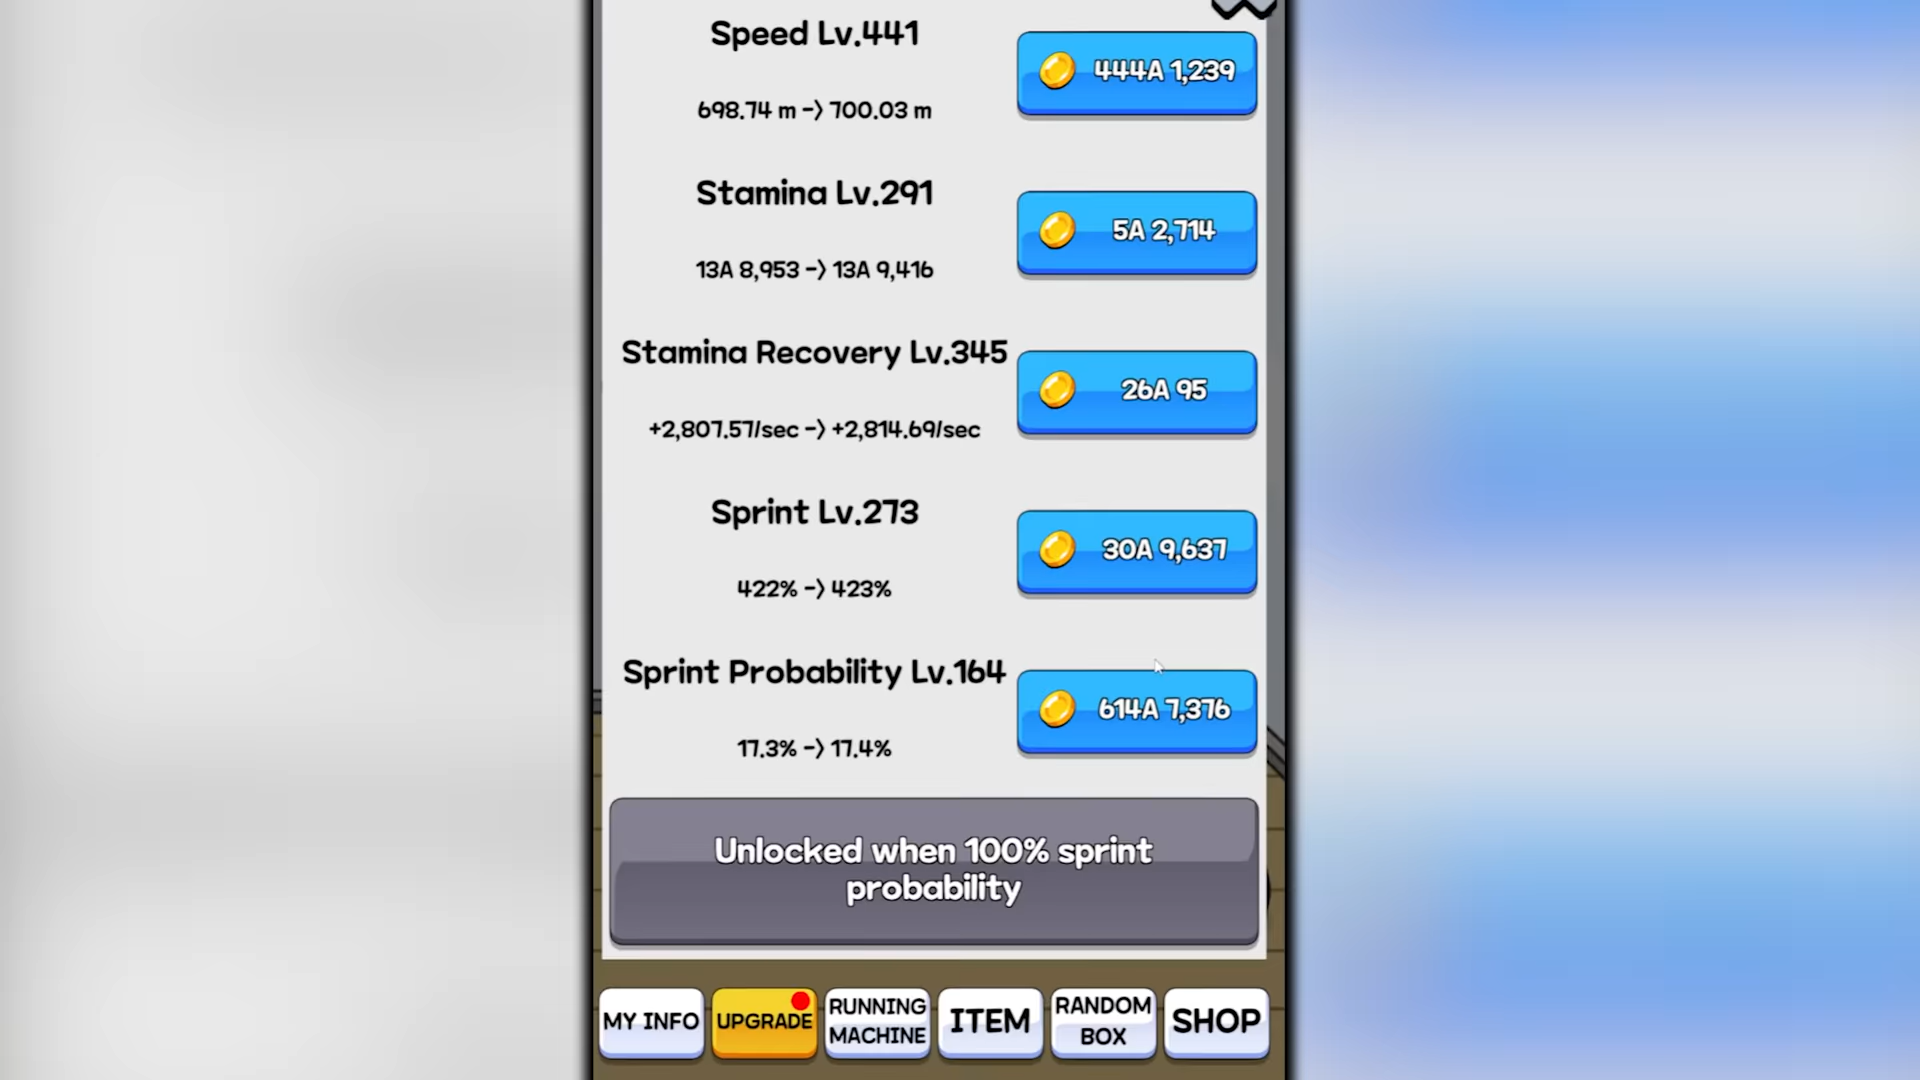 Speed Lv.441
444A 1,239
698.74 m -> 700.03 m
Stamina Lv.291
5A 2,714
13A 8,953 -> 13A 9,416
Stamina Recovery Lv.345
26A 95
+2,807.57/sec -> +2,814.69/sec
Sprint Lv.273
30A 9,637
422% -> 423%
Sprint Probability Lv.164
614A 7,376
17.3% -> 17.4%
Unlocked when 100% sprint
probability
MY INFO
UPGRADE
RUNNING
MACHINE
ITEM
RANDOM
BOX
SHOP